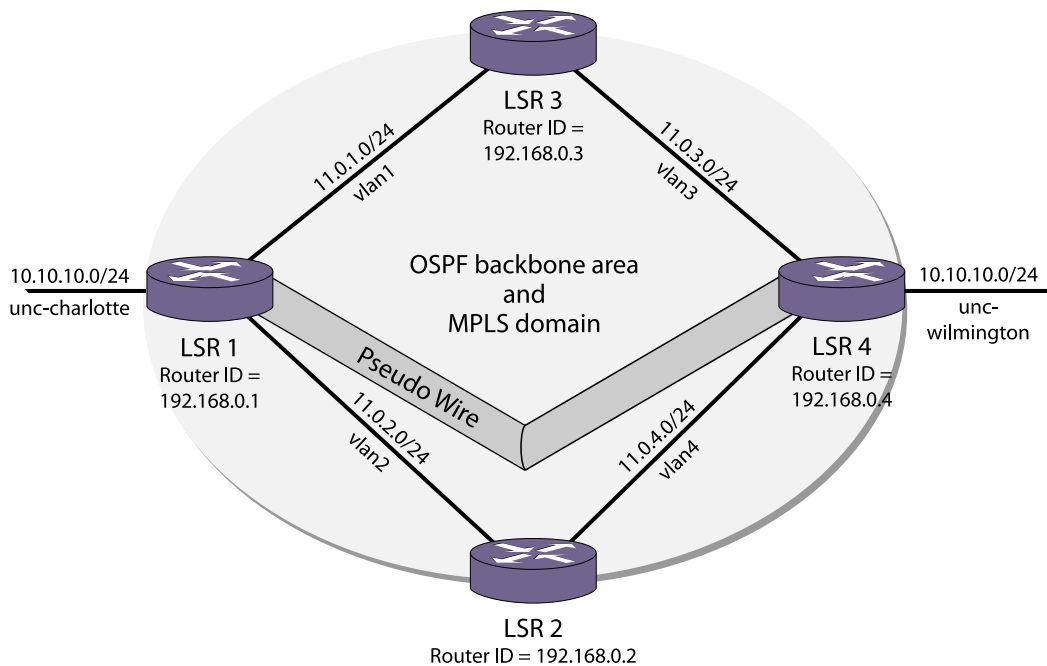 LSR 3
Router ID =
192.168.0.3
11.0.1.0/24
vlan1
11.0.3.0/24
vlan3
10.10.10.0/24
unc-charlotte
OSPF backbone area
and
MPLS domain
10.10.10.0/24
unc-
wilmington
LSR 1
Router ID =
192.168.0.1
Pseudo Wire
LSR 4
Router ID =
192.168.0.4
11.0.2.0/24
vlan2
11.0.4.0/24
vlan4
LSR 2
Router ID = 192.168.0.2